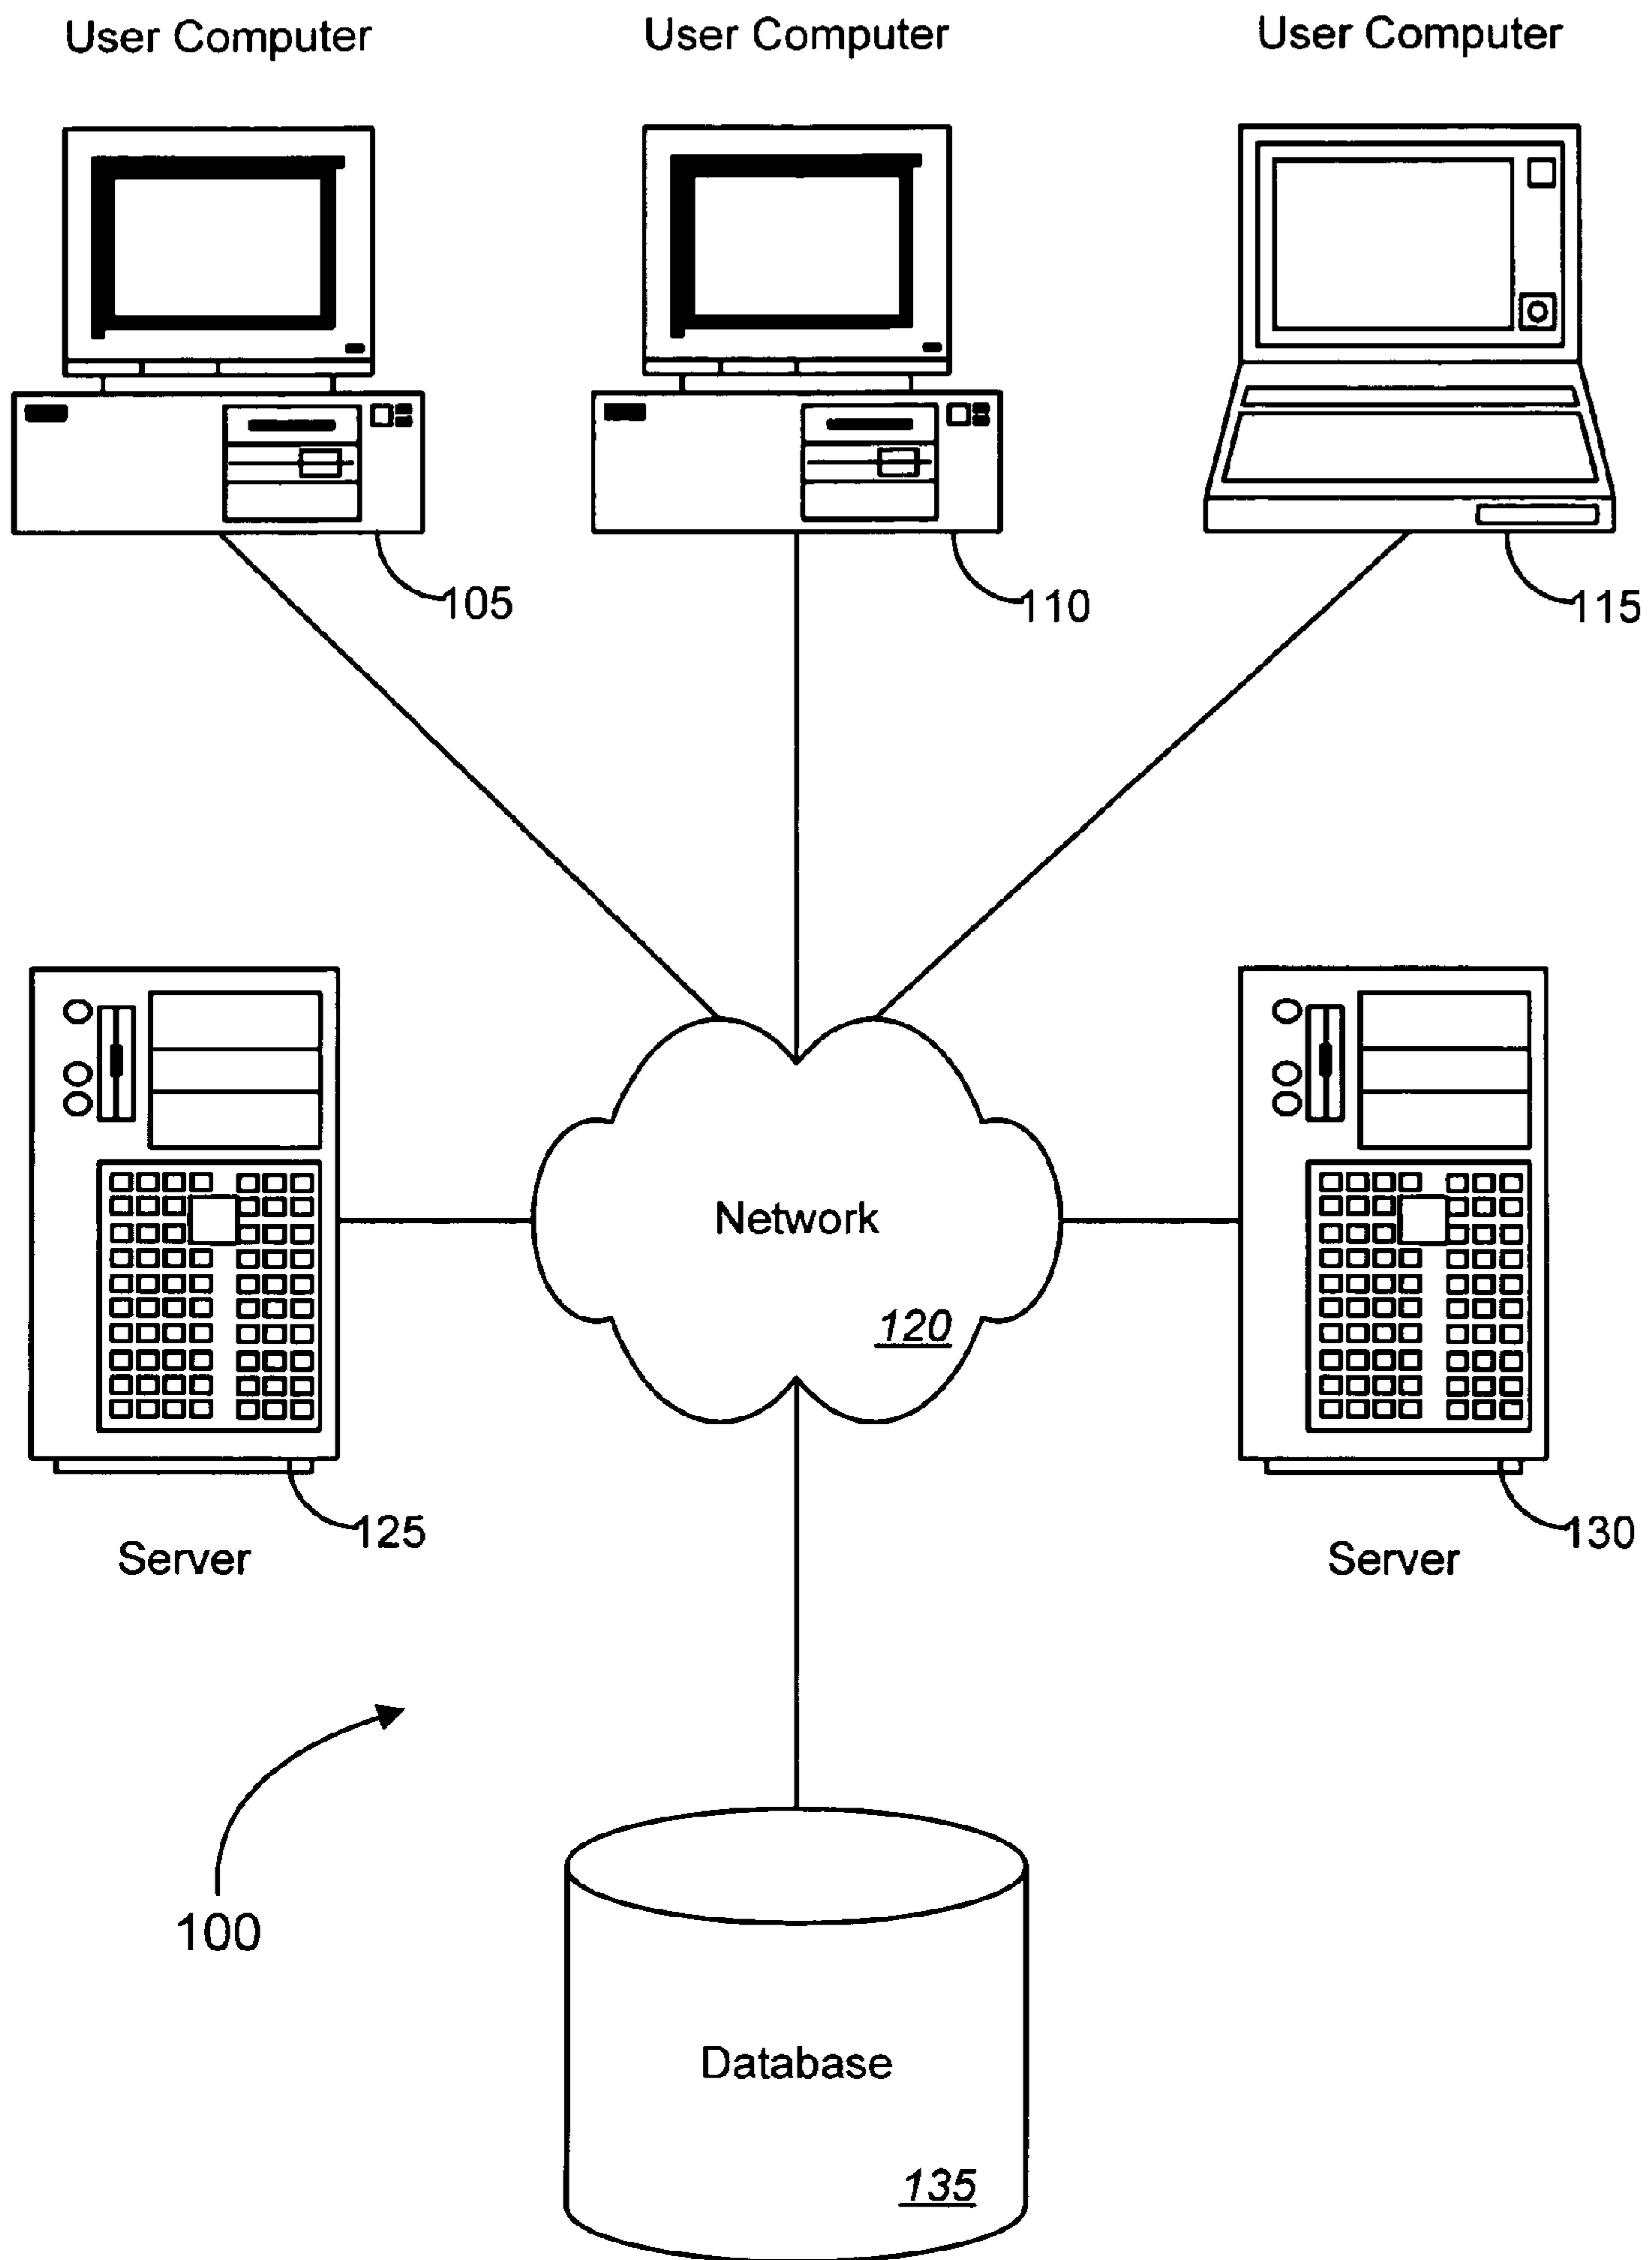 User Computer
User Computer
User Computer
105
110
115
Network
120
125
130
Server
Server
100
Database
135